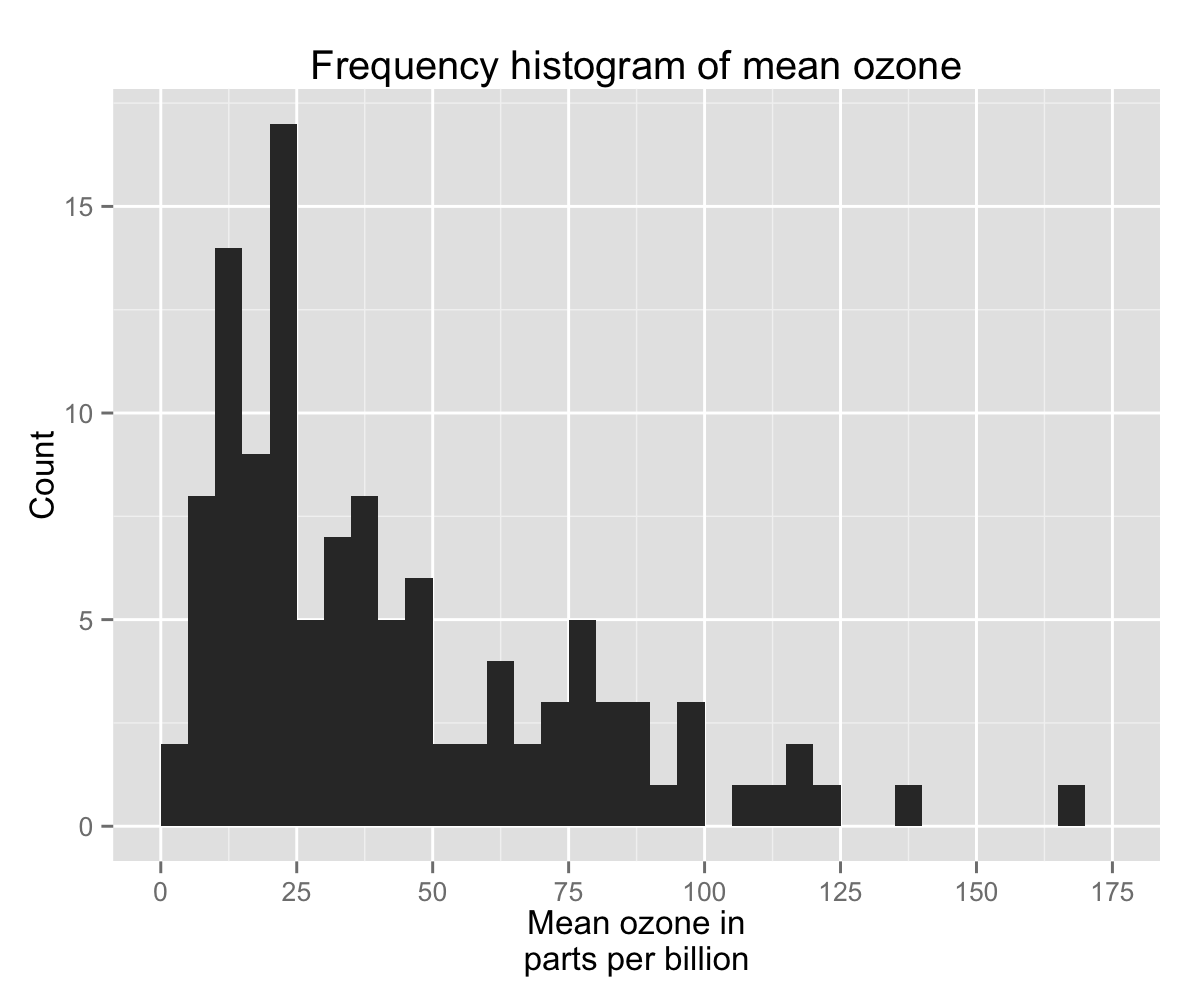 Frequency histogram of mean ozone
15
10
5
0
Count
0 25 50 75 100 125 150 175
Mean ozone in
parts per billion